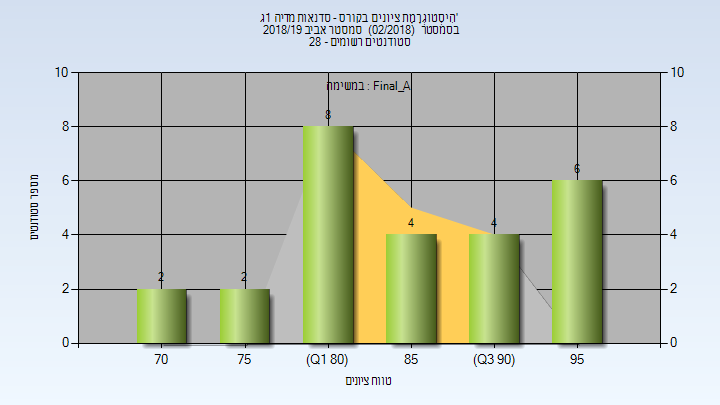 הִיסְטוֹגְרָמַת ציונים בקורס - סדנאות מדיה 1ג'
בסמסטר (02/2018) סמסטר אביב 2018/19
סטודנטים רשומים - 28
במשימה : Final_A
10
8
6
4
2
0
10
8
6
4
2
0
מספר סטודנטים
2
2
8
4
4
6
70
75
(Q1 80)
85
(Q3 90)
95
טווח ציונים